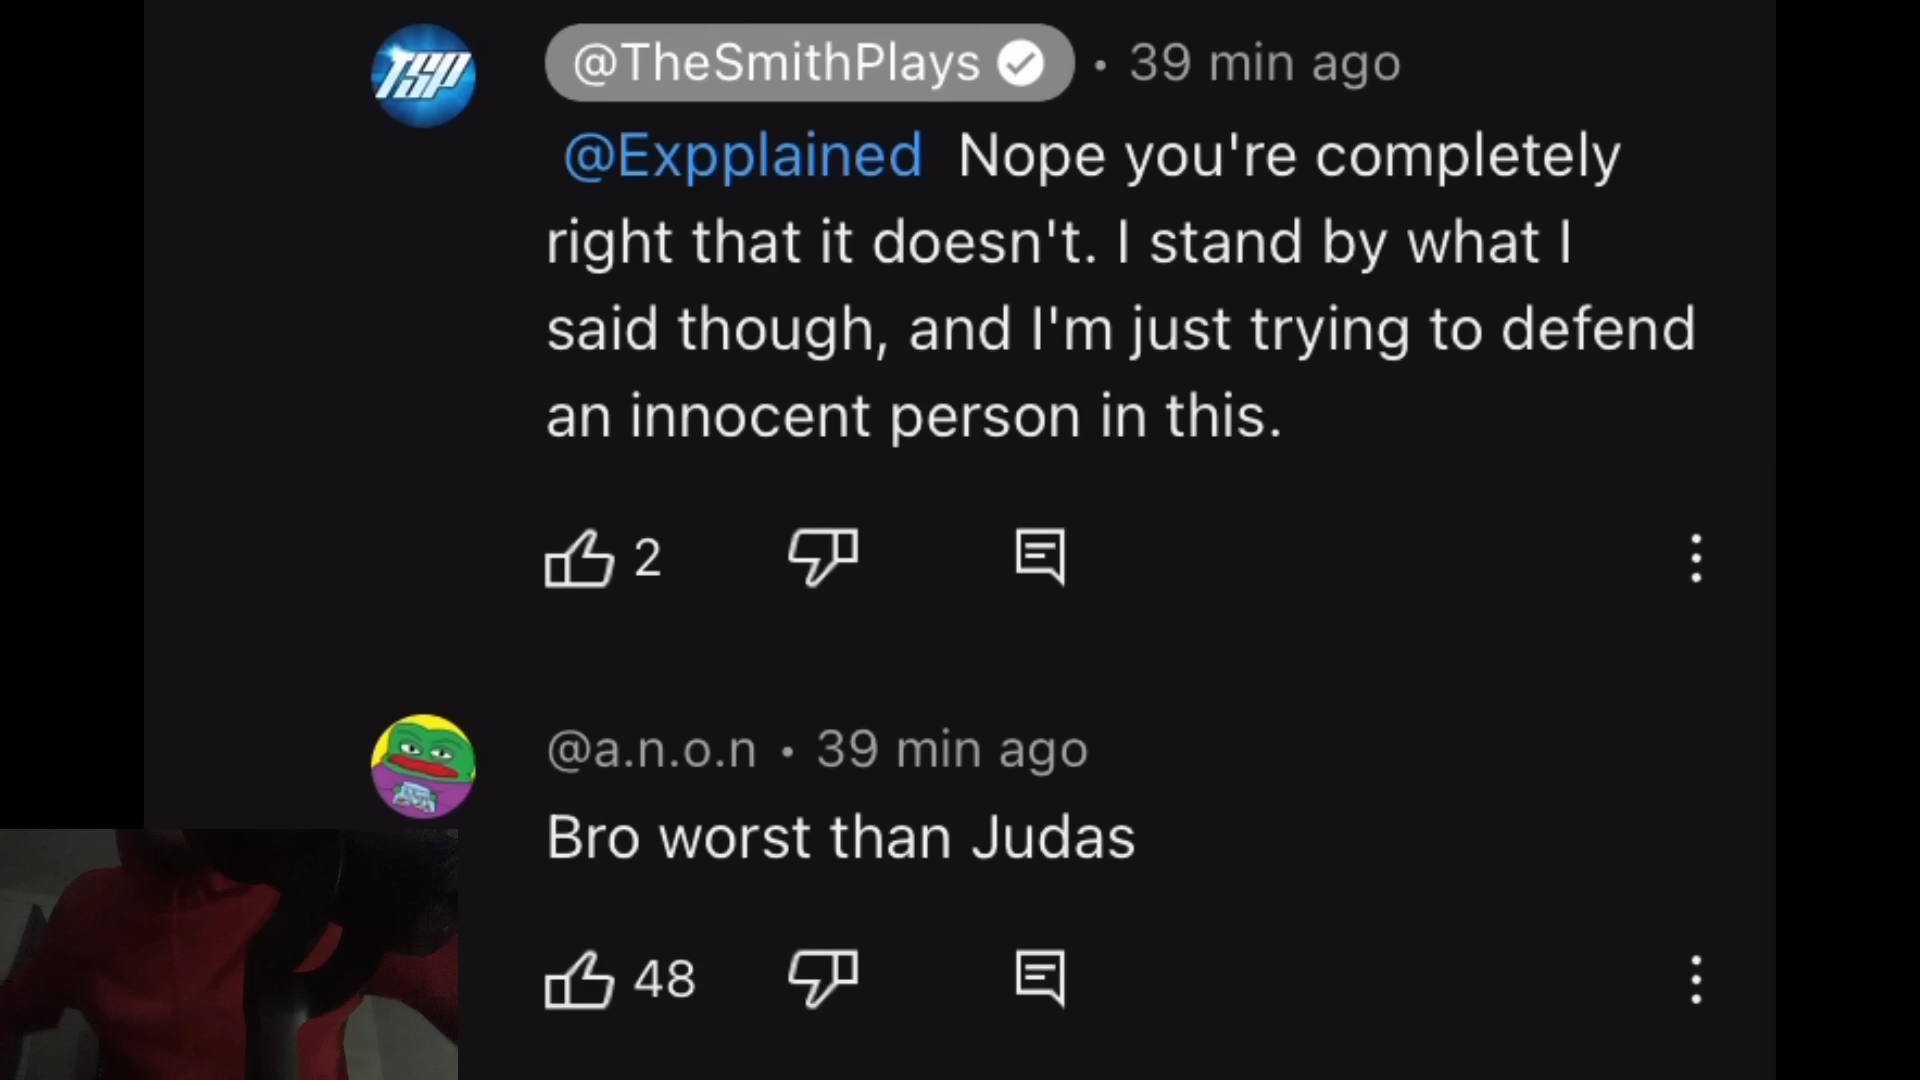 TSP
@TheSmithPlays • 39 min ago
@Expplained Nope you're completely
right that it doesn't. I stand by what I
said though, and I'm just trying to defend
an innocent person in this.
2
@a.n.o.n • 39 min ago
Bro worst than Judas
48